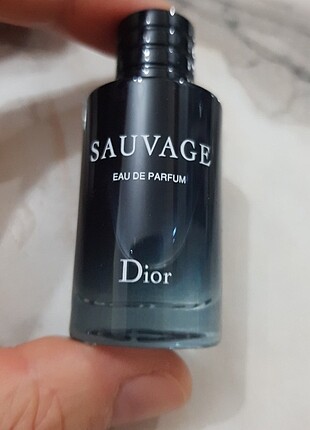 SAUVAGE
EAU DE PARFUM
Dior